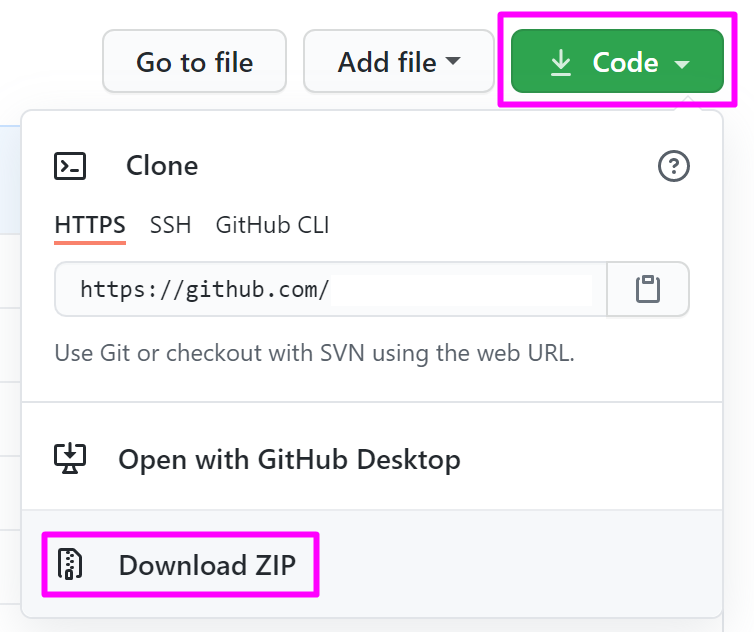 Go to file
Add file
Code
Clone
HTTPS SSH GitHub CLI
https://github.com/
Use Git or checkout with SVN using the web URL.
Open with GitHub Desktop
Download ZIP